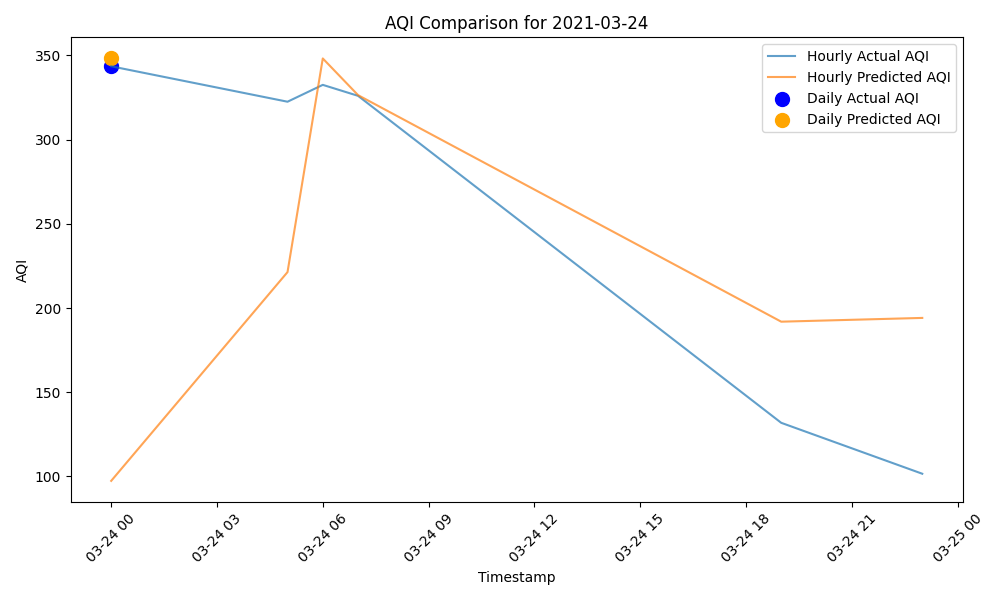 AQI Comparison for 2021-03-24
Hourly Actual AQI
Hourly Predicted AQI
Daily Actual AQI
Daily Predicted AQI
AQI
350
300
250
200
150
100
03-24 00
03-24 03
03-24 06
03-24 09
03-24 12
03-24 15
03-24 18
03-24 21
03-25 00
Timestamp